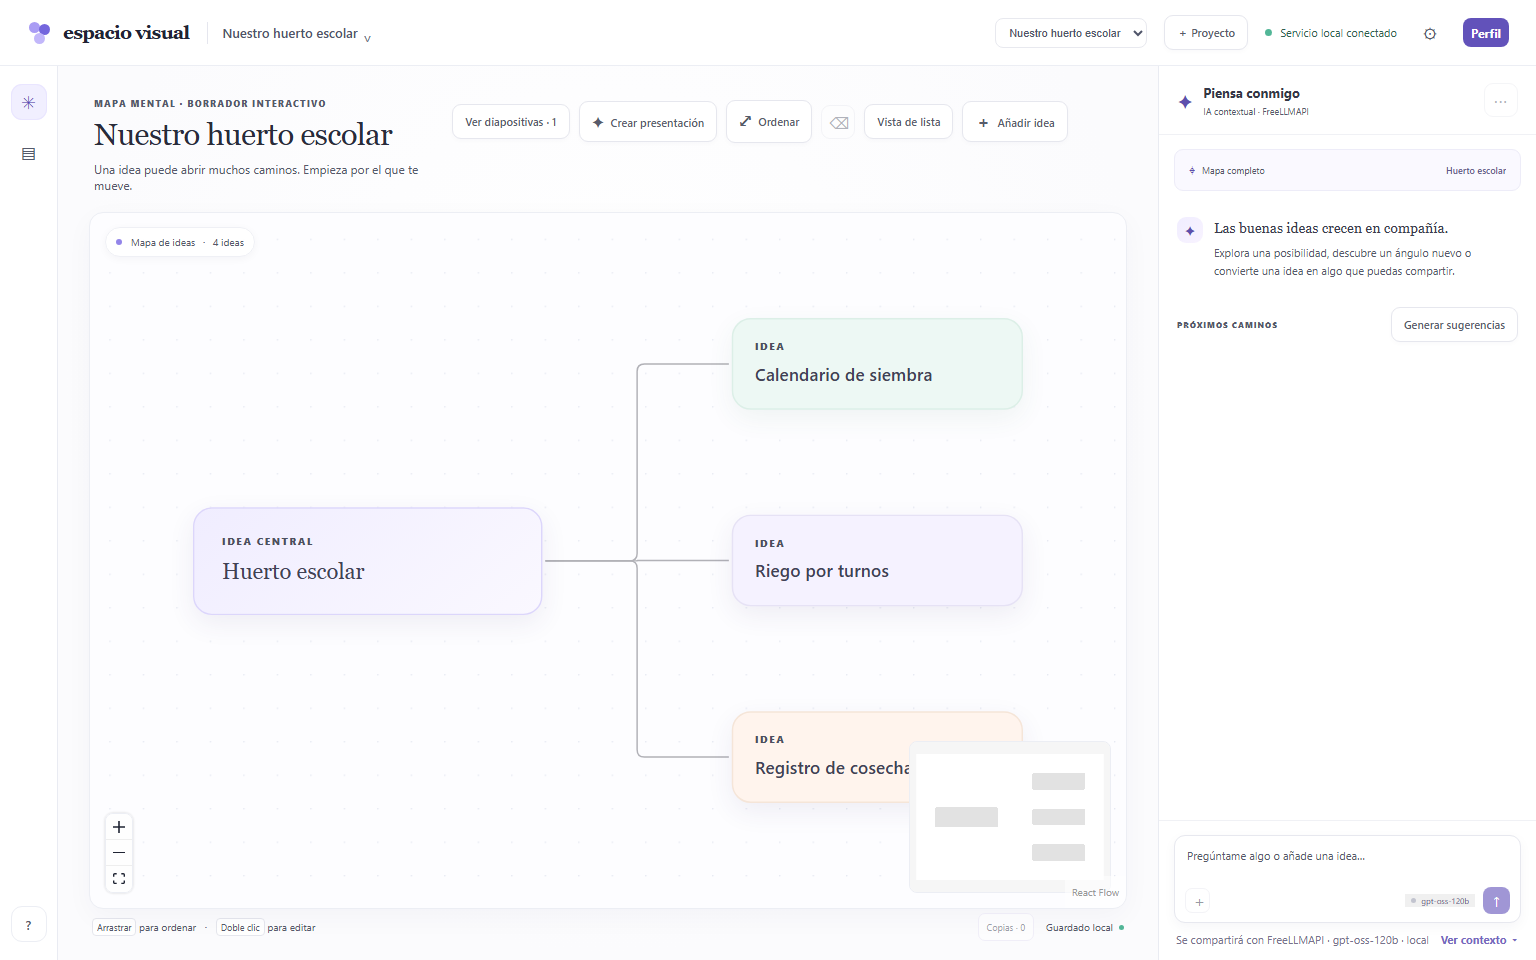 espacio visual
Nuestro huerto escolar
Nuestro huerto escolar
+ Proyecto
Servicio local conectado
Perfil
MAPA MENTAL · BORRADOR INTERACTIVO
Nuestro huerto escolar
Una idea puede abrir muchos caminos. Empieza por el que te
mueve.
Ver diapositivas · 1
Crear presentación
Ordenar
Vista de lista
+ Añadir idea
Mapa de ideas · 4 ideas
IDEA
Calendario de siembra
IDEA CENTRAL
Huerto escolar
IDEA
Riego por turnos
IDEA
Registro de cosecha
React Flow
?
Arrastrar para ordenar · Doble clic para editar
Copias · 0
Guardado local
Piensa conmigo
IA contextual · FreeLLMAPI
...
Mapa completo
Huerto escolar
Las buenas ideas crecen en compañía.
Explora una posibilidad, descubre un ángulo nuevo o
convierte una idea en algo que puedas compartir.
PRÓXIMOS CAMINOS
Generar sugerencias
Pregúntame algo o añade una idea...
+
gpt-oss-120b
↑
Se compartirá con FreeLLMAPI · gpt-oss-120b · local
Ver contexto